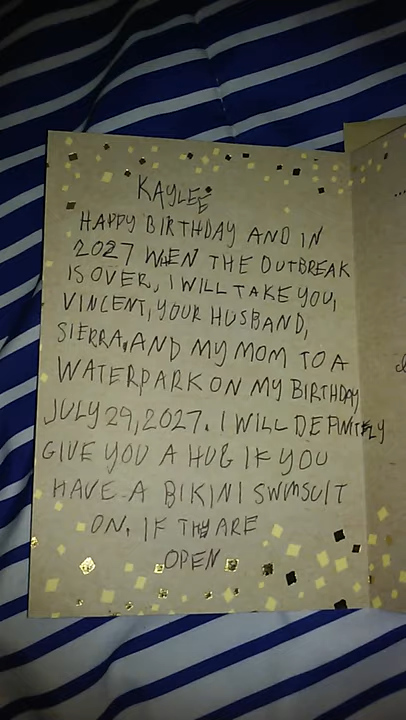 KAYLEE
HAPPY BIRTHDAY AND IN
2027 WHEN THE OUTBREAK
IS OVER, I WILL TAKE YOU,
VINCENT, YOUR HUSBAND,
SIERRA, AND MY MOM TO A
WATERPARK ON MY BIRTHDAY
JULY 29, 2027. I WILL DEFINITELY
GIVE YOU A HUG IF YOU
HAVE A BIKINI SWIMSUIT
ON. IF THY ARE
OPEN